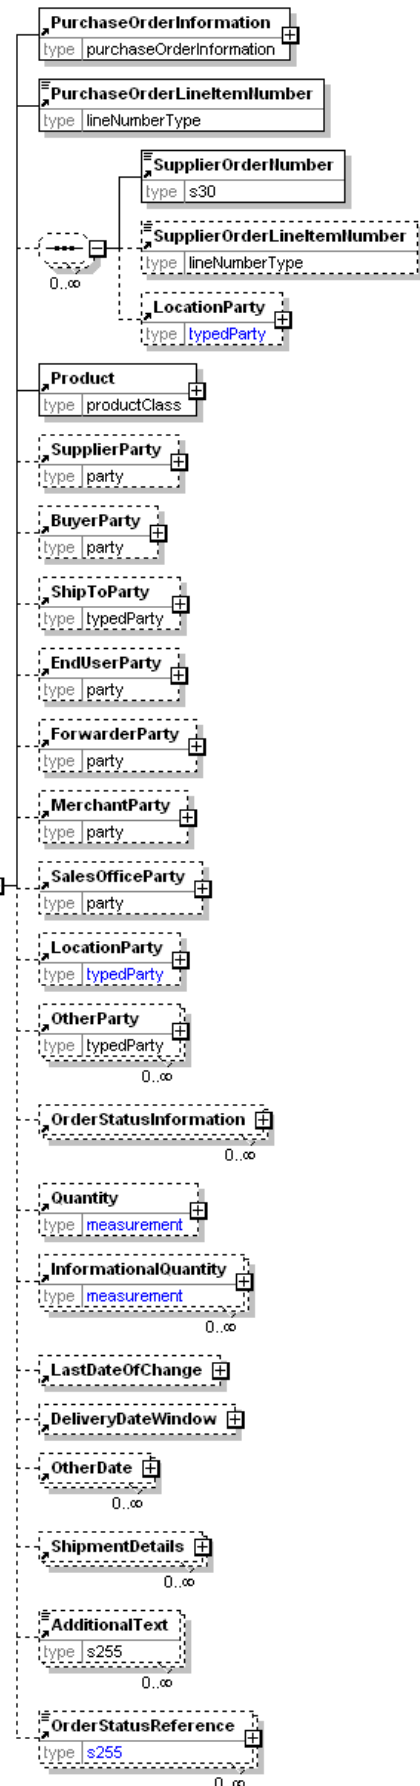 PurchaseOrderInformation
type purchaseOrderInformation
PurchaseOrderLineItemNumber
type lineNumberType
SupplierOrderNumber
type s30
SupplierOrderLineItemNumber
type lineNumberType
0..∞
LocationParty
type typedParty
Product
type productClass
SupplierParty
type party
BuyerParty
type party
ShipToParty
type typedParty
EndUserParty
type party
ForwarderParty
type party
MerchantParty
type party
SalesOfficeParty
type party
LocationParty
type typedParty
OtherParty
type typedParty
0..∞
OrderStatusInformation
0..∞
Quantity
type measurement
InformationalQuantity
type measurement
0..∞
LastDateOfChange
DeliveryDateWindow
OtherDate
0..∞
ShipmentDetails
0..∞
AdditionalText
type s255
0..∞
OrderStatusReference
type s255
0..∞